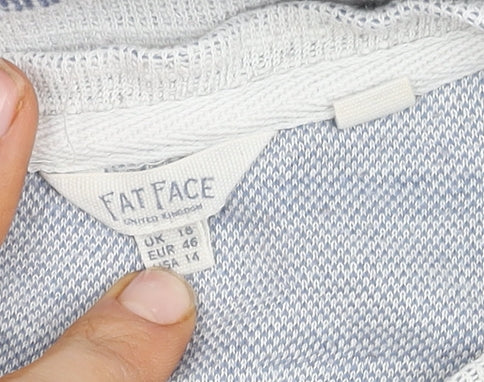 FAT FACE
UNITED KINGDOM
UK 18
EUR 46
USA 14